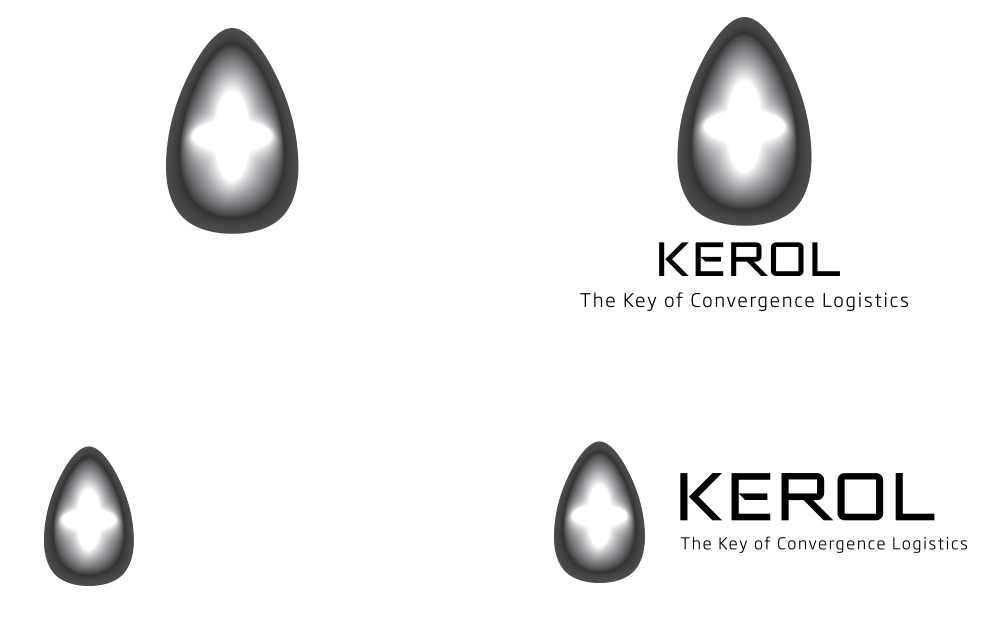 KEROL
The Key of Convergence Logistics
KEROL
The Key of Convergence Logistics